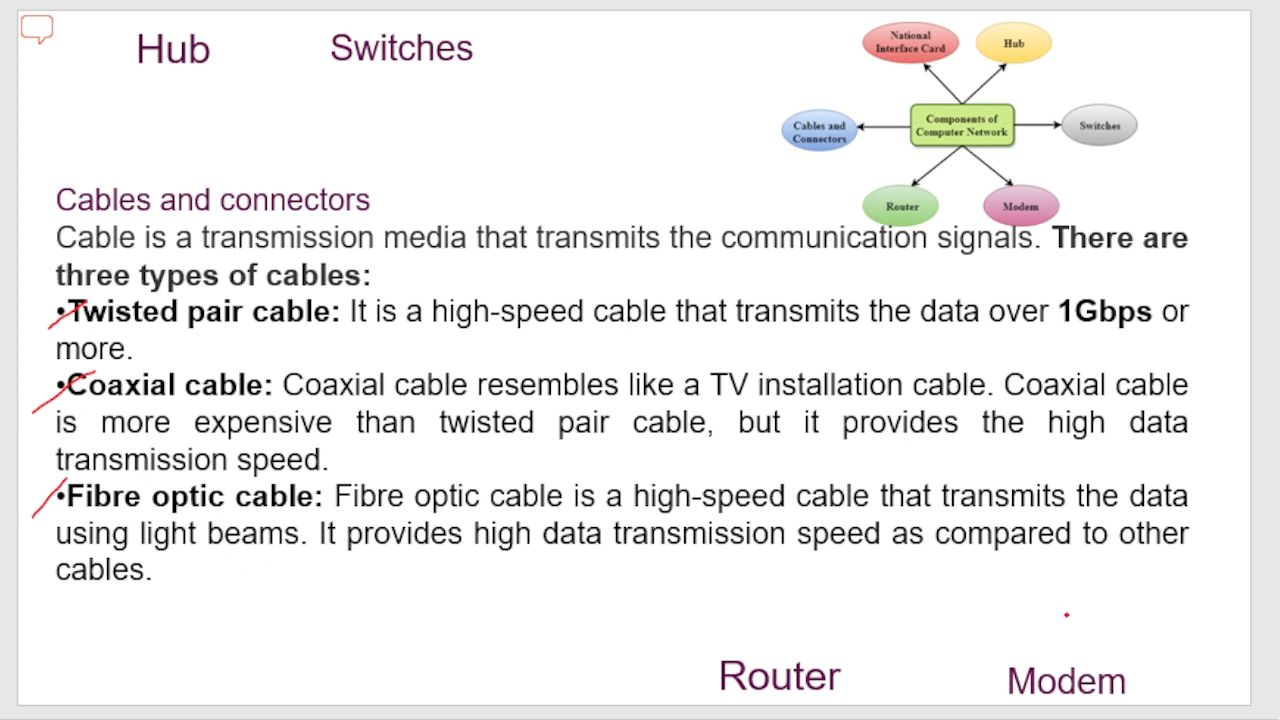 Hub
Switches
National
Interface Card
Hub
Cables and
Connectors
Components of
Computer Network
Switches
Router
Modem
Cables and connectors
Cable is a transmission media that transmits the communication signals. There are
three types of cables:
•Twisted pair cable: It is a high-speed cable that transmits the data over 1Gbps or
more.
•Coaxial cable: Coaxial cable resembles like a TV installation cable. Coaxial cable
is more expensive than twisted pair cable, but it provides the high data
transmission speed.
•Fibre optic cable: Fibre optic cable is a high-speed cable that transmits the data
using light beams. It provides high data transmission speed as compared to other
cables.
Router
Modem